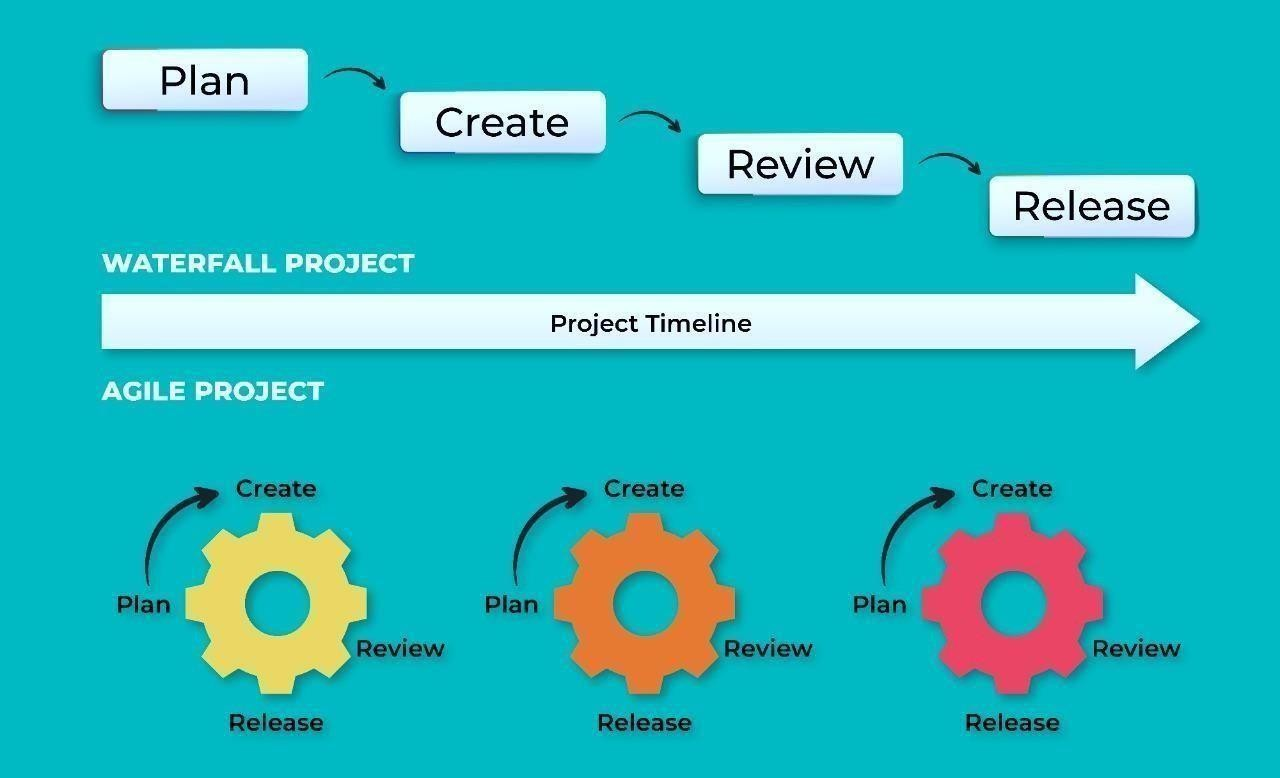 Plan
Create
Review
Release
WATERFALL PROJECT
Project Timeline
AGILE PROJECT
Create
Plan
Review
Release
Create
Plan
Review
Release
Create
Plan
Review
Release